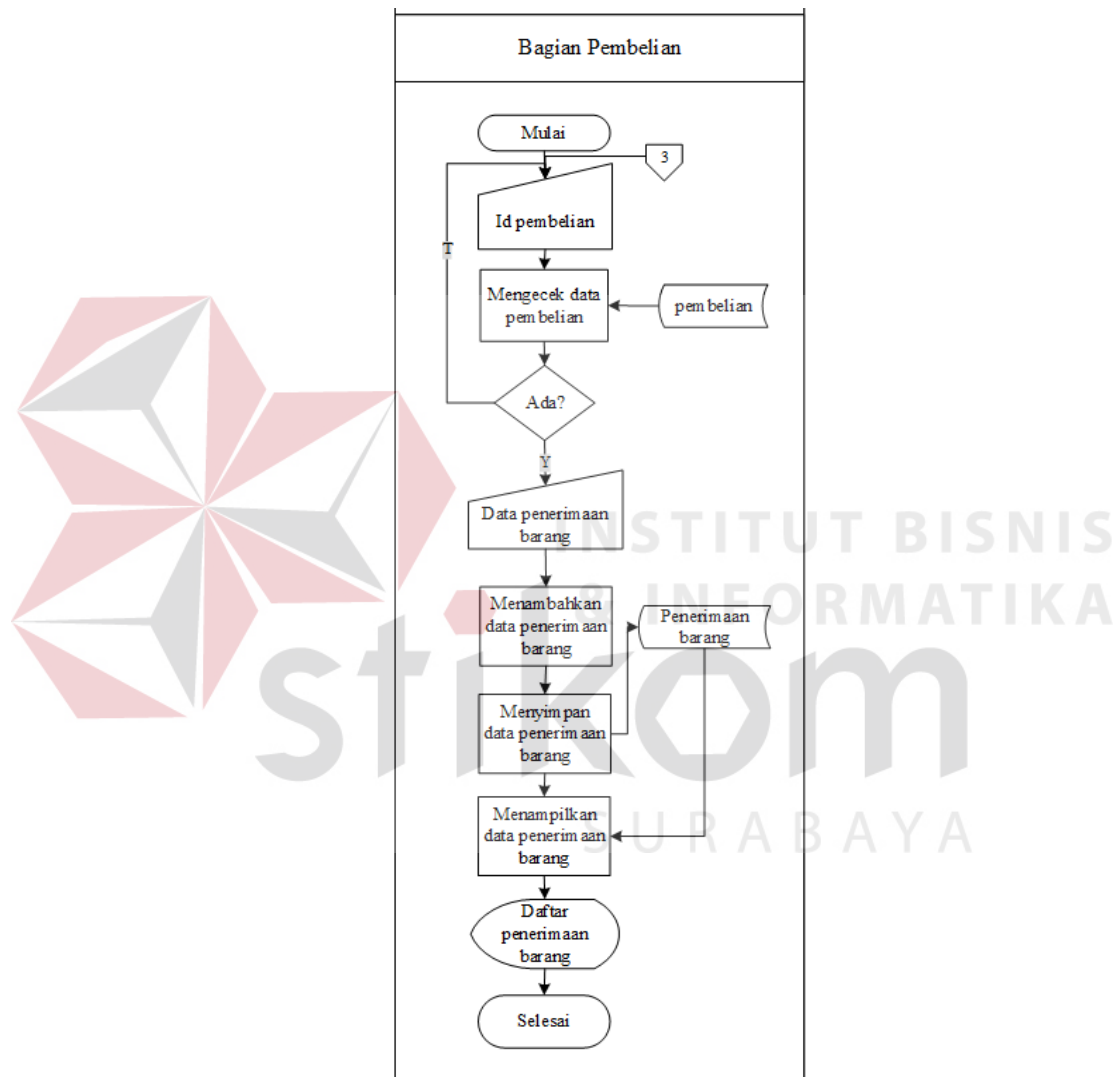 Bagian Pembelian
Mulai
3
Id pembelian
T
Mengecek data
pembelian
pembelian
Ada?
Y
Data penerimaan
barang
INSTITUT BISNIS
& INFORMATIKA
Menambahkan
data penerimaan
barang
Penerimaan
barang
stikom
Menyimpan
data penerimaan
barang
Menampilkan
data penerimaan
barang
SURABAYA
Daftar
penerimaan
barang
Selesai